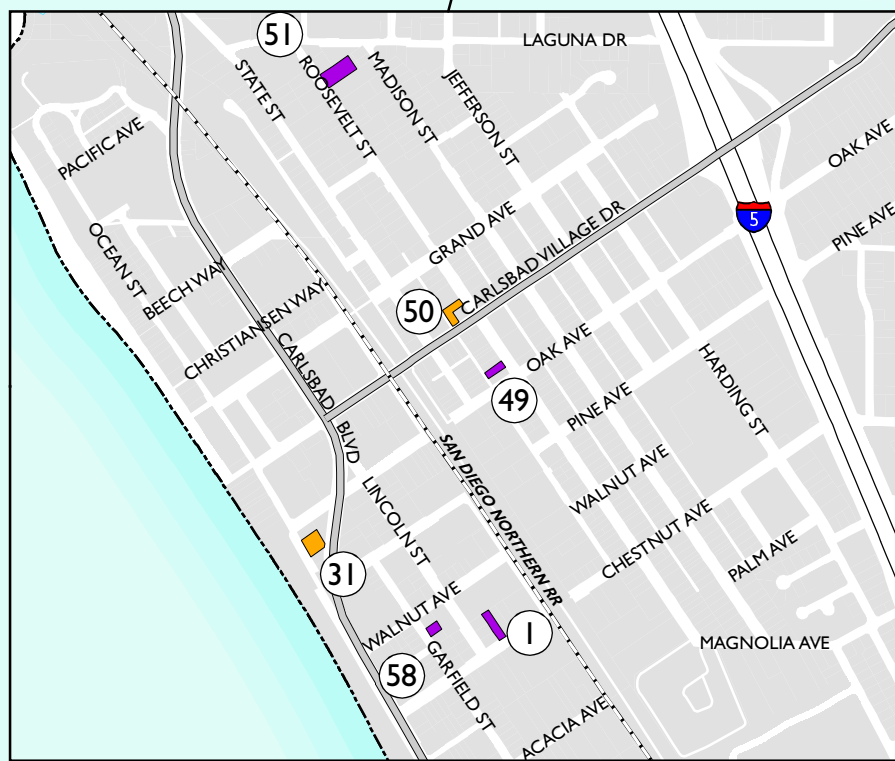 51
LAGUNA DR
STATE ST
ROOSEVELT ST
MADISON ST
JEFFERSON ST
PACIFIC AVE
OAK AVE
5
PINE AVE
OCEAN ST
GRAND AVE
CARLSBAD VILLAGE DR
BEECH WAY
CHRISTIANSEN WAY
50
CARLSBAD BLVD
OAK AVE
49
PINE AVE
HARDING ST
SAN DIEGO NORTHERN RR
WALNUT AVE
LINCOLN ST
CHESTNUT AVE
PALM AVE
31
WALNUT AVE
1
MAGNOLIA AVE
58
GARFIELD ST
ACACIA AVE